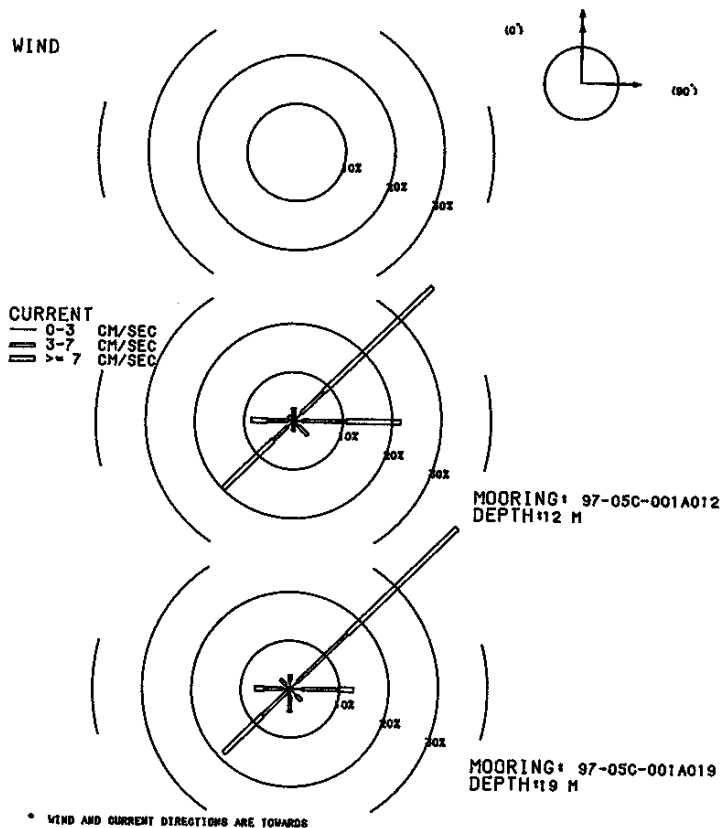 WIND
(0°)
(90°)
10%
20%
30%
CURRENT
0-3 CM/SEC
3-7 CM/SEC
>= 7 CM/SEC
10%
20%
30%
MOORING: 97-05C-001A012
DEPTH:12 M
10%
20%
30%
MOORING: 97-05C-001A019
DEPTH:19 M
* WIND AND CURRENT DIRECTIONS ARE TOWARDS